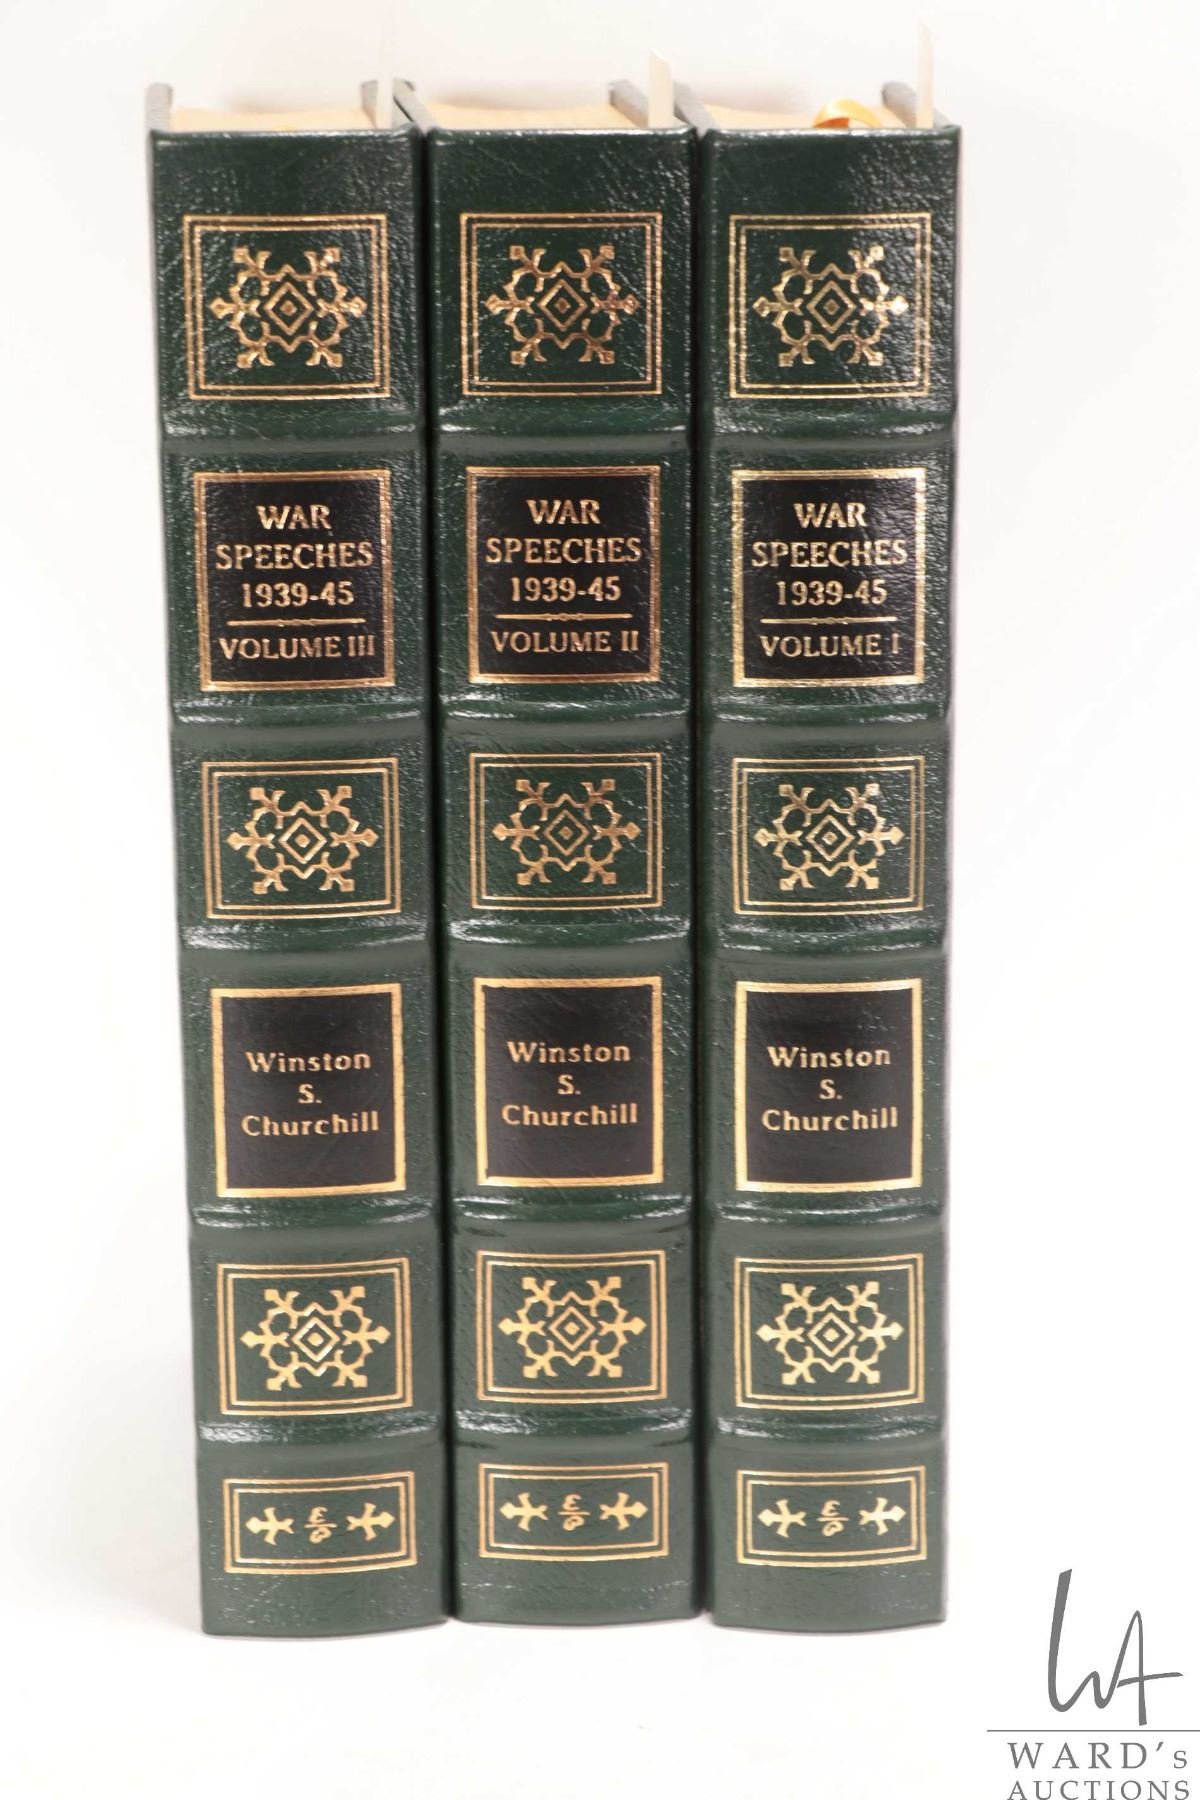 WAR
SPEECHES
1939-45
VOLUME III
Winston
S.
Churchill
WAR
SPEECHES
1939-45
VOLUME II
Winston
S.
Churchill
WAR
SPEECHES
1939-45
VOLUME I
Winston
S.
Churchill
WA
WARD's
AUCTIONS